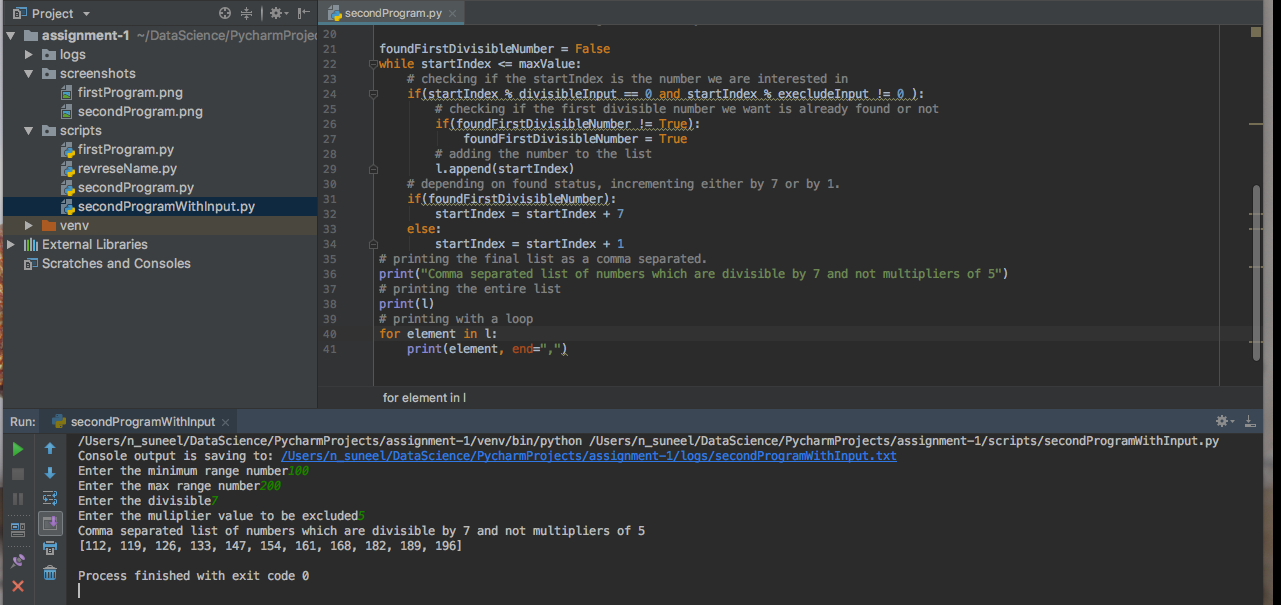 Project
assignment-1 ~/DataScience/PycharmProje
logs
screenshots
firstProgram.png
secondProgram.png
scripts
firstProgram.py
revreseName.py
secondProgram.py
secondProgramWithInput.py
venv
External Libraries
Scratches and Consoles
secondProgram.py
20
21 foundFirstDivisibleNumber = False
22 while startIndex <= maxValue:
23 # checking if the startIndex is the number we are interested in
24 if(startIndex % divisibleInput == 0 and startIndex % execludeInput != 0 ):
25 # checking if the first divisible number we want is already found or not
26 if(foundFirstDivisibleNumber != True):
27 foundFirstDivisibleNumber = True
28 # adding the number to the list
29 l.append(startIndex)
30 # depending on found status, incrementing either by 7 or by 1.
31 if(foundFirstDivisibleNumber):
32 startIndex = startIndex + 7
33 else:
34 startIndex = startIndex + 1
35 # printing the final list as a comma separated.
36 print("Comma separated list of numbers which are divisible by 7 and not multipliers of 5")
37 # printing the entire list
38 print(l)
39 # printing with a loop
40 for element in l:
41 print(element, end=",")
for element in l
Run: secondProgramWithInput
/Users/n_suneel/DataScience/PycharmProjects/assignment-1/venv/bin/python /Users/n_suneel/DataScience/PycharmProjects/assignment-1/scripts/secondProgramWithInput.py
Console output is saving to: /Users/n_suneel/DataScience/PycharmProjects/assignment-1/logs/secondProgramWithInput.txt
Enter the minimum range number100
Enter the max range number200
Enter the divisible7
Enter the muliplier value to be excluded5
Comma separated list of numbers which are divisible by 7 and not multipliers of 5
[112, 119, 126, 133, 147, 154, 161, 168, 182, 189, 196]
Process finished with exit code 0